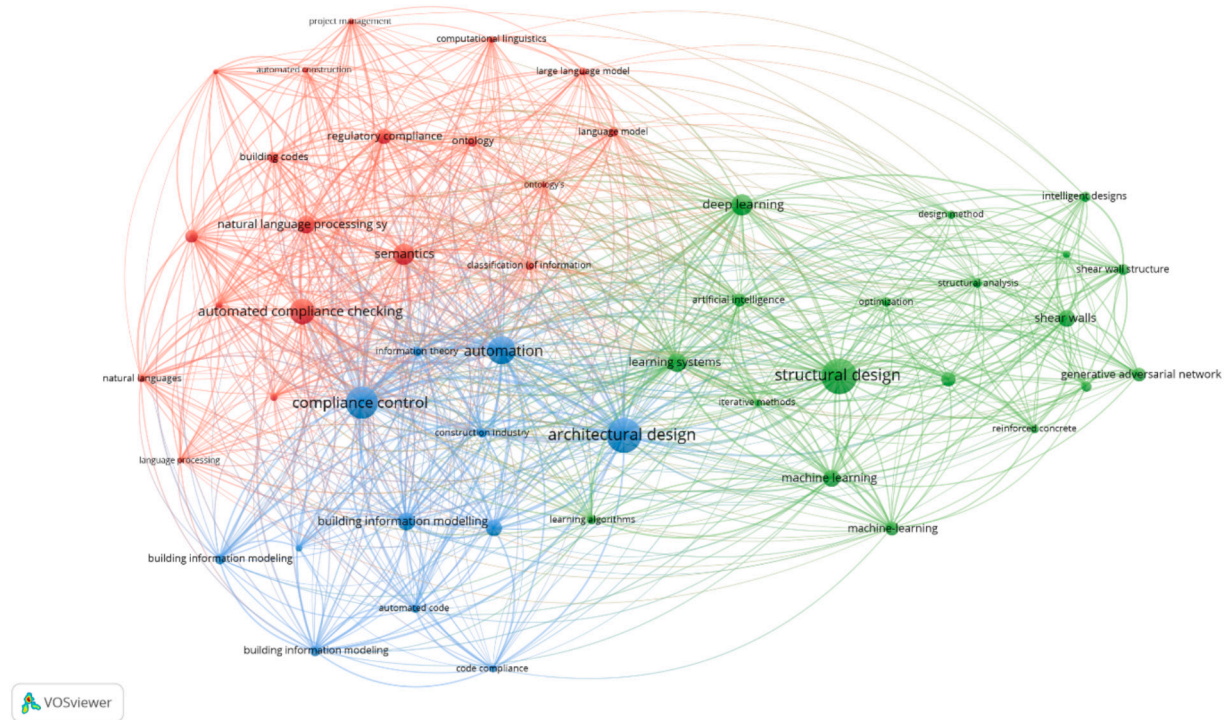 project management
computational linguistics
automated construction
large language model
regulatory compliance
ontology
language model
building codes
ontology's
deep learning
intelligent designs
design method
natural language processing sy
semantics
classification (of information
shear wall structure
structural analysis
artificial intelligence
optimization
automated compliance checking
shear walls
information theory
automation
learning systems
structural design
generative adversarial network
natural languages
compliance control
iterative methods
construction industry
architectural design
reinforced concrete
language processing
machine learning
building information modelling
learning algorithms
machine-learning
building information modeling
automated code
building information modeling
code compliance
VOSviewer